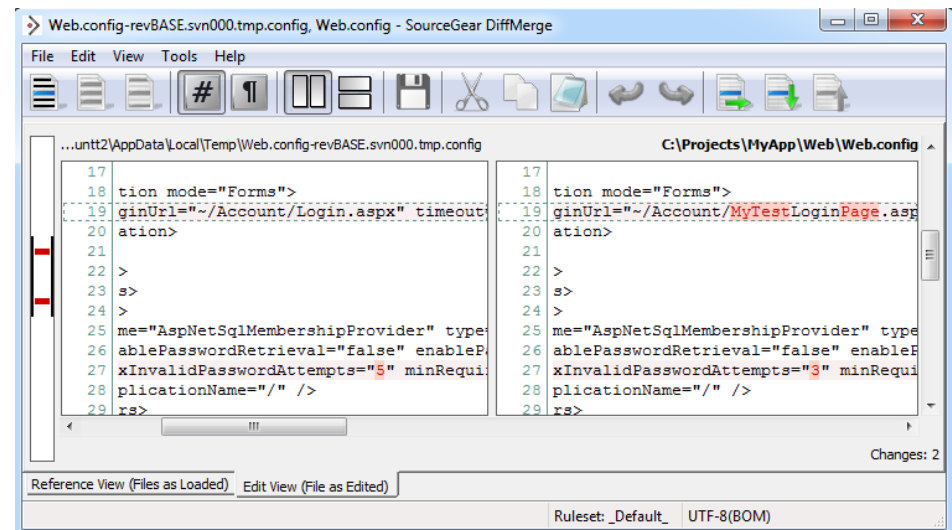 Web.config-revBASE.svn000.tmp.config, Web.config - SourceGear DiffMerge
File Edit View Tools Help
# ¶
...untt2\AppData\Local\Temp\Web.config-revBASE.svn000.tmp.config
C:\Projects\MyApp\Web\Web.config
17
18 tion mode="Forms">
19 ginUrl="~/Account/Login.aspx" timeout
20 ation>
21
22 >
23 s>
24 >
25 me="AspNetSqlMembershipProvider" type
26 ablePasswordRetrieval="false" enableP
27 xInvalidPasswordAttempts="5" minRequi
28 plicationName="/" />
29 rs>
17
18 tion mode="Forms">
19 ginUrl="~/Account/MyTestLoginPage.asp
20 ation>
21
22 >
23 s>
24 >
25 me="AspNetSqlMembershipProvider" type
26 ablePasswordRetrieval="false" enableP
27 xInvalidPasswordAttempts="3" minRequi
28 plicationName="/" />
29 rs>
Changes: 2
Reference View (Files as Loaded) Edit View (File as Edited)
Ruleset: _Default_ UTF-8(BOM)